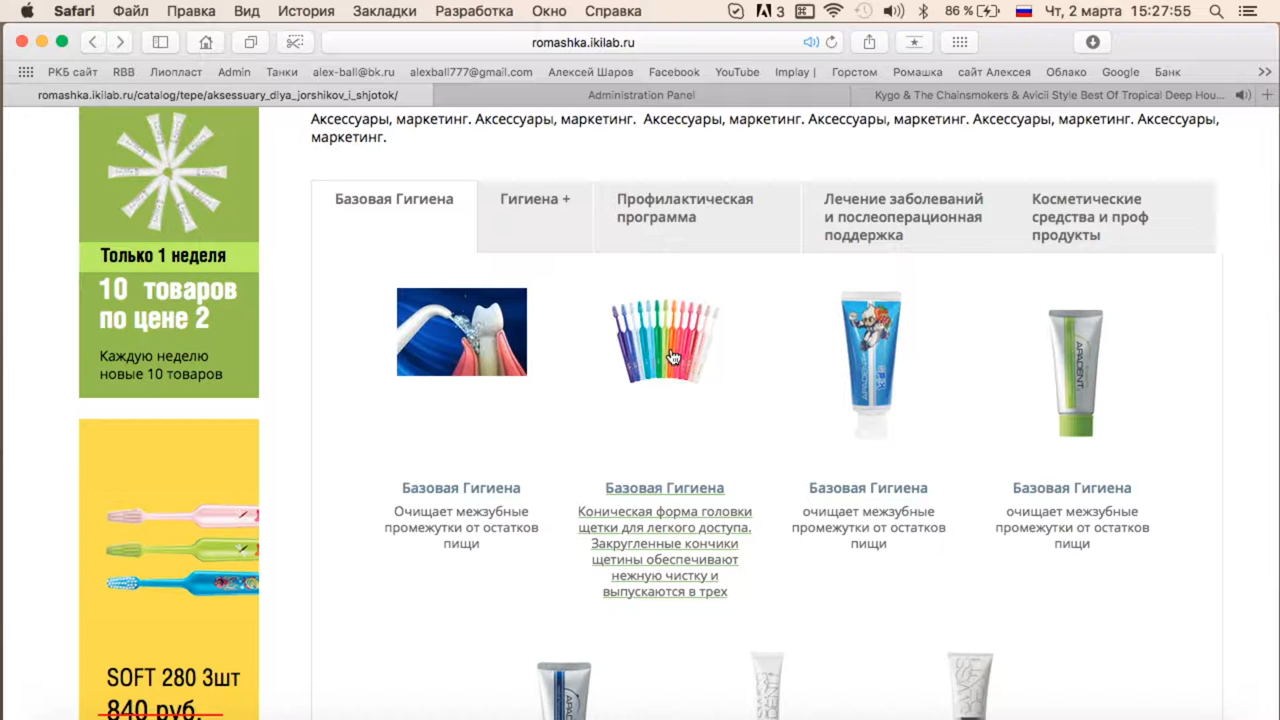 Safari Файл Правка Вид История Закладки Разработка Окно Справка 3 86 % Чт, 2 марта 15:27:55
romashka.ikilab.ru
РКБ сайт RBB Лиопласт Admin Танки alex-ball@bk.ru alexball777@gmail.com Алексей Шаров Facebook YouTube Implay | Горстом Ромашка сайт Алексея Облако Google Банк
romashka.ikilab.ru/catalog/tepe/aksessuary_dlya_jorshikov_i_shjotok/ Administration Panel Kygo & The Chainsmokers & Avicii Style Best Of Tropical Deep Hou...
Аксессуары, маркетинг. Аксессуары, маркетинг. Аксессуары, маркетинг. Аксессуары, маркетинг. Аксессуары, маркетинг. Аксессуары,
маркетинг.
Базовая Гигиена
Гигиена +
Профилактическая
программа
Лечение заболеваний
и послеоперационная
поддержка
Косметические
средства и проф
продукты
Только 1 неделя
10 товаров
по цене 2
Каждую неделю
новые 10 товаров
SOFT 280 3шт
840 руб.
APADENT
Базовая Гигиена
Очищает межзубные
промежутки от остатков
пищи
Базовая Гигиена
Коническая форма головки
щетки для легкого доступа.
Закругленные кончики
щетины обеспечивают
нежную чистку и
выпускаются в трех
Базовая Гигиена
очищает межзубные
промежутки от остатков
пищи
Базовая Гигиена
очищает межзубные
промежутки от остатков
пищи